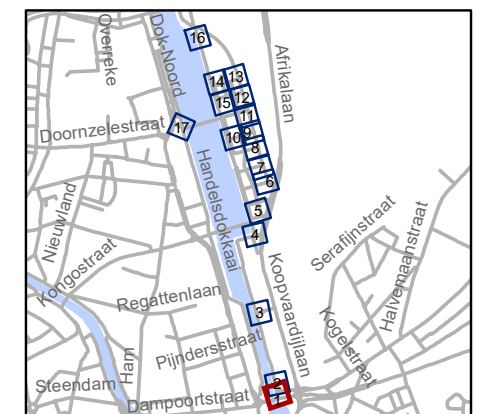 Overreke
Dok-Noord
16
Afrikalaan
14
13
15
12
11
Doornzelestraat
17
10
9
8
7
6
Handelsdokkaai
Nieuwland
5
4
Serafijnstraat
Halvemaanstraat
Kongostraat
Koopvaardijlaan
Regattenlaan
3
Kogelstraat
Pijndersstraat
Ham
Steendam
2
Dampoortstraat
1